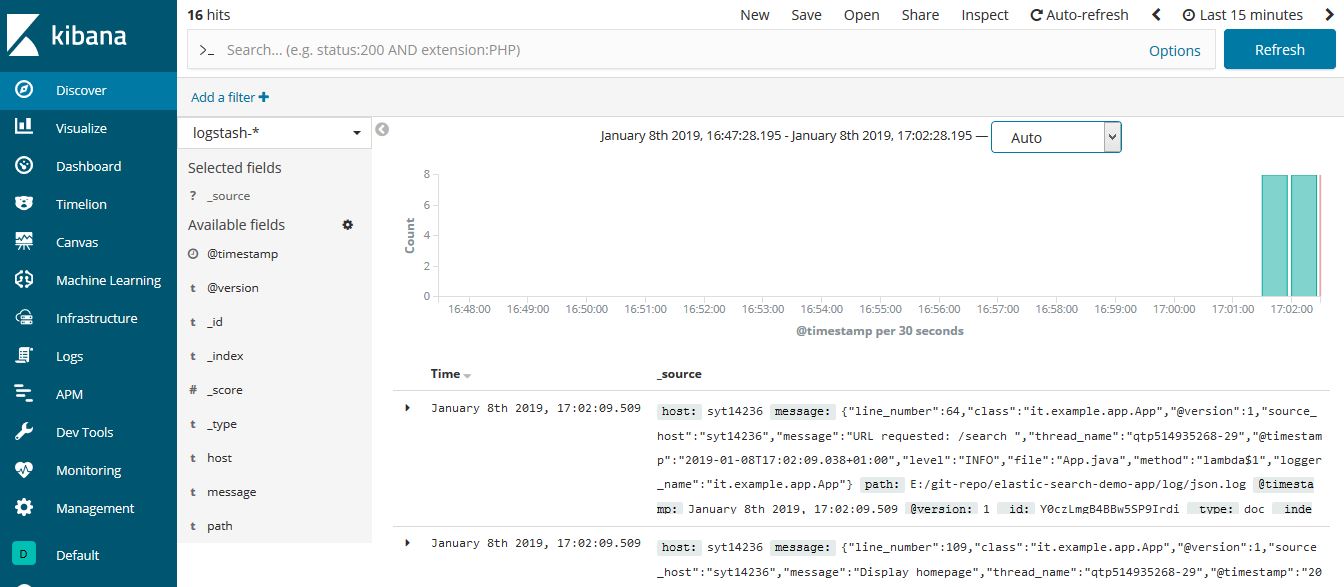 kibana
Discover
Visualize
Dashboard
Timelion
Canvas
Machine Learning
Infrastructure
Logs
APM
Dev Tools
Monitoring
Management
D Default
16 hits
New Save Open Share Inspect Auto-refresh Last 15 minutes
>_ Search... (e.g. status:200 AND extension:PHP) Options Refresh
Add a filter +
logstash-*
Selected fields
? _source
Available fields
@timestamp
t @version
t _id
t _index
# _score
t _type
t host
t message
t path
January 8th 2019, 16:47:28.195 - January 8th 2019, 17:02:28.195 — Auto
Count
8
6
4
2
0
16:48:00 16:49:00 16:50:00 16:51:00 16:52:00 16:53:00 16:54:00 16:55:00 16:56:00 16:57:00 16:58:00 16:59:00 17:00:00 17:01:00 17:02:00
@timestamp per 30 seconds
Time _source
January 8th 2019, 17:02:09.509 host: syt14236 message: {"line_number":64,"class":"it.example.app.App","@version":1,"source_
host":"syt14236","message":"URL requested: /search ","thread_name":"qtp514935268-29","@timestam
p":"2019-01-08T17:02:09.038+01:00","level":"INFO","file":"App.java","method":"lambda$1","logger
_name":"it.example.app.App"} path: E:/git-repo/elastic-search-demo-app/log/json.log @timesta
mp: January 8th 2019, 17:02:09.509 @version: 1 _id: Y0czLmgB4BBw5SP9Irdi _type: doc _inde
January 8th 2019, 17:02:09.509 host: syt14236 message: {"line_number":109,"class":"it.example.app.App","@version":1,"source
_host":"syt14236","message":"Display homepage","thread_name":"qtp514935268-29","@timestamp":"20